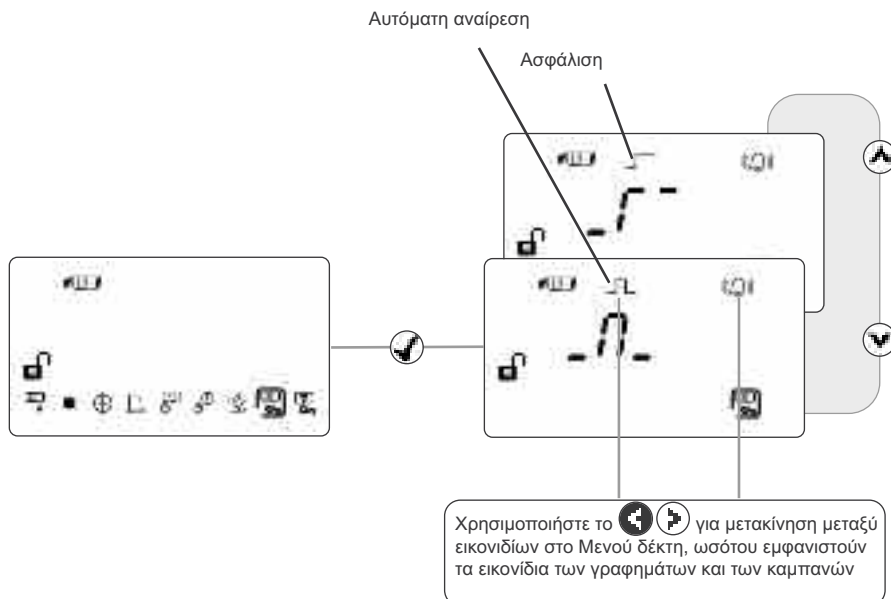 Αυτόματη αναίρεση
Ασφάλιση
Χρησιμοποιήστε το για μετακίνηση μεταξύ
εικονιδίων στο Μενού δέκτη, ωσότου εμφανιστούν
τα εικονίδια των γραφημάτων και των καμπανών